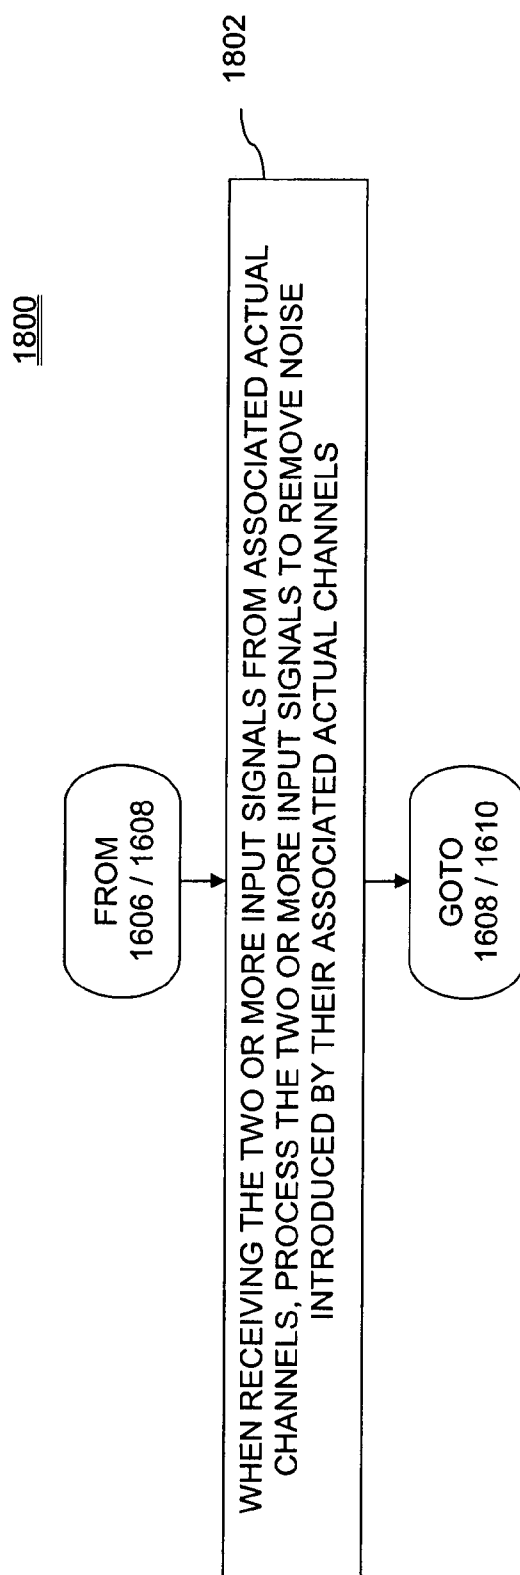 1800
FROM
1606 / 1608
WHEN RECEIVING THE TWO OR MORE INPUT SIGNALS FROM ASSOCIATED ACTUAL
CHANNELS, PROCESS THE TWO OR MORE INPUT SIGNALS TO REMOVE NOISE
INTRODUCED BY THEIR ASSOCIATED ACTUAL CHANNELS
1802
GOTO
1608 / 1610